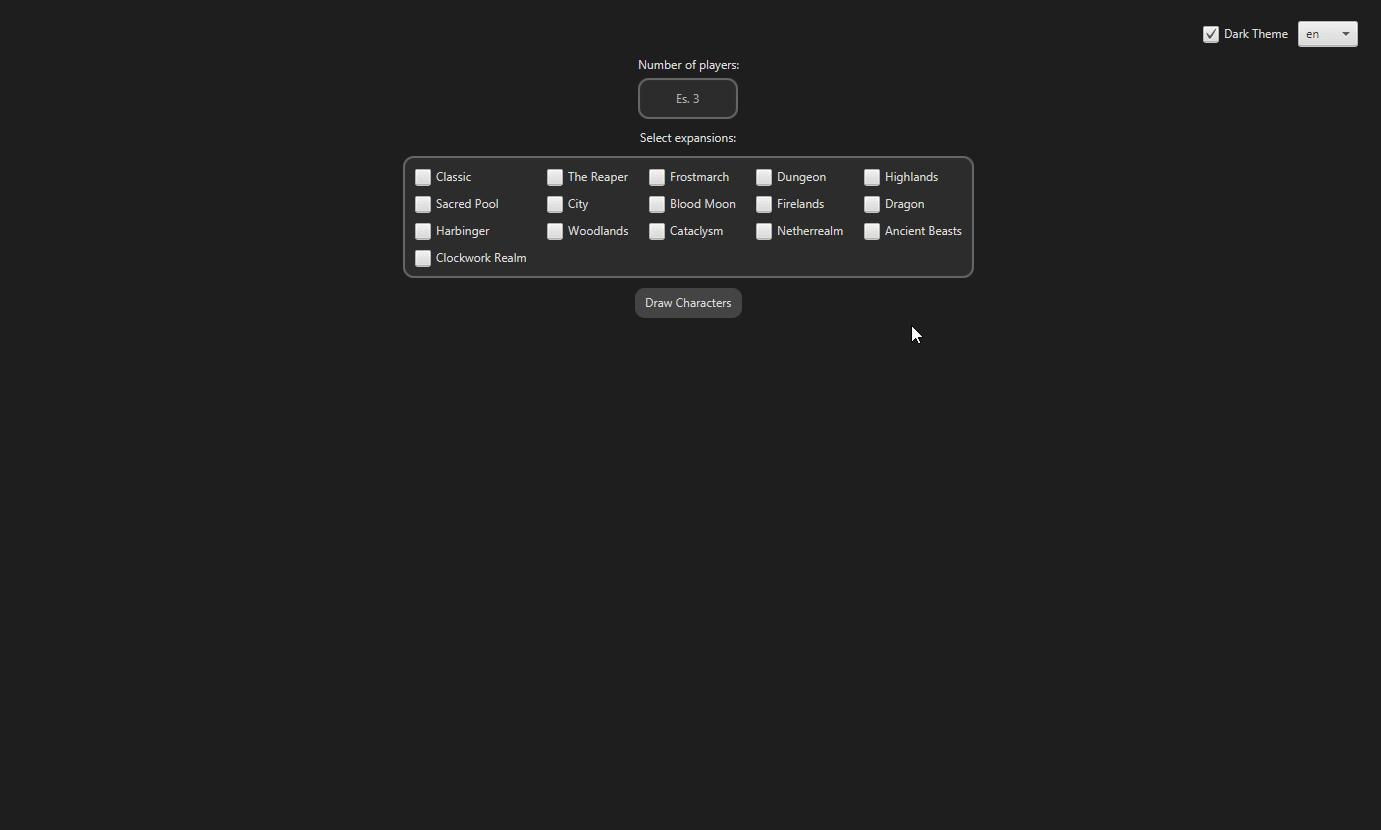 Dark Theme en
Number of players:
Es. 3
Select expansions:
Classic The Reaper Frostmarch Dungeon Highlands
Sacred Pool City Blood Moon Firelands Dragon
Harbinger Woodlands Cataclysm Netherrealm Ancient Beasts
Clockwork Realm
Draw Characters